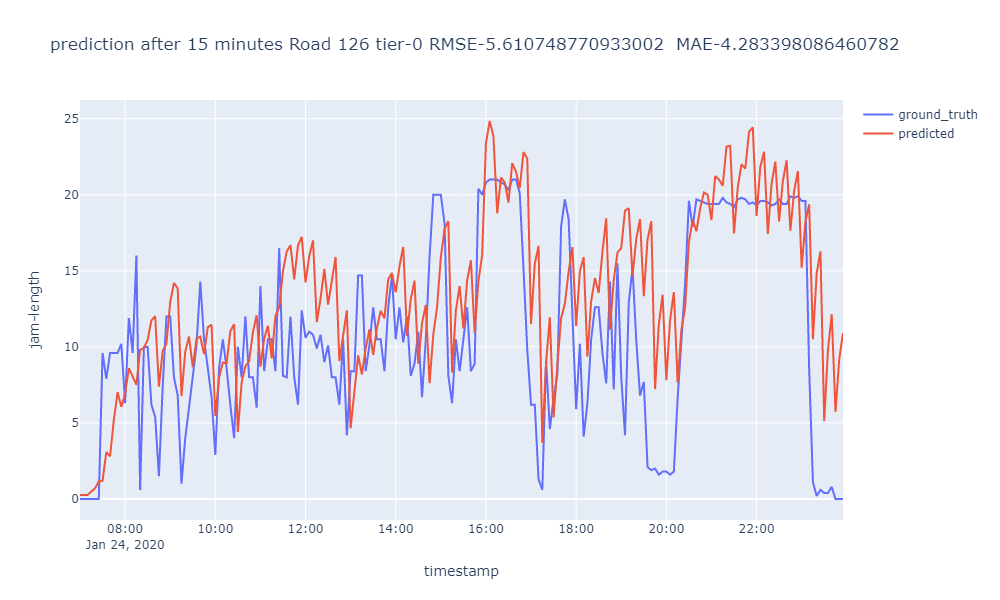 prediction after 15 minutes Road 126 tier-0 RMSE-5.610748770933002  MAE-4.283398086460782
ground_truth
predicted
25
20
15
10
5
0
jam-length
08:00 10:00 12:00 14:00 16:00 18:00 20:00 22:00
Jan 24, 2020
timestamp